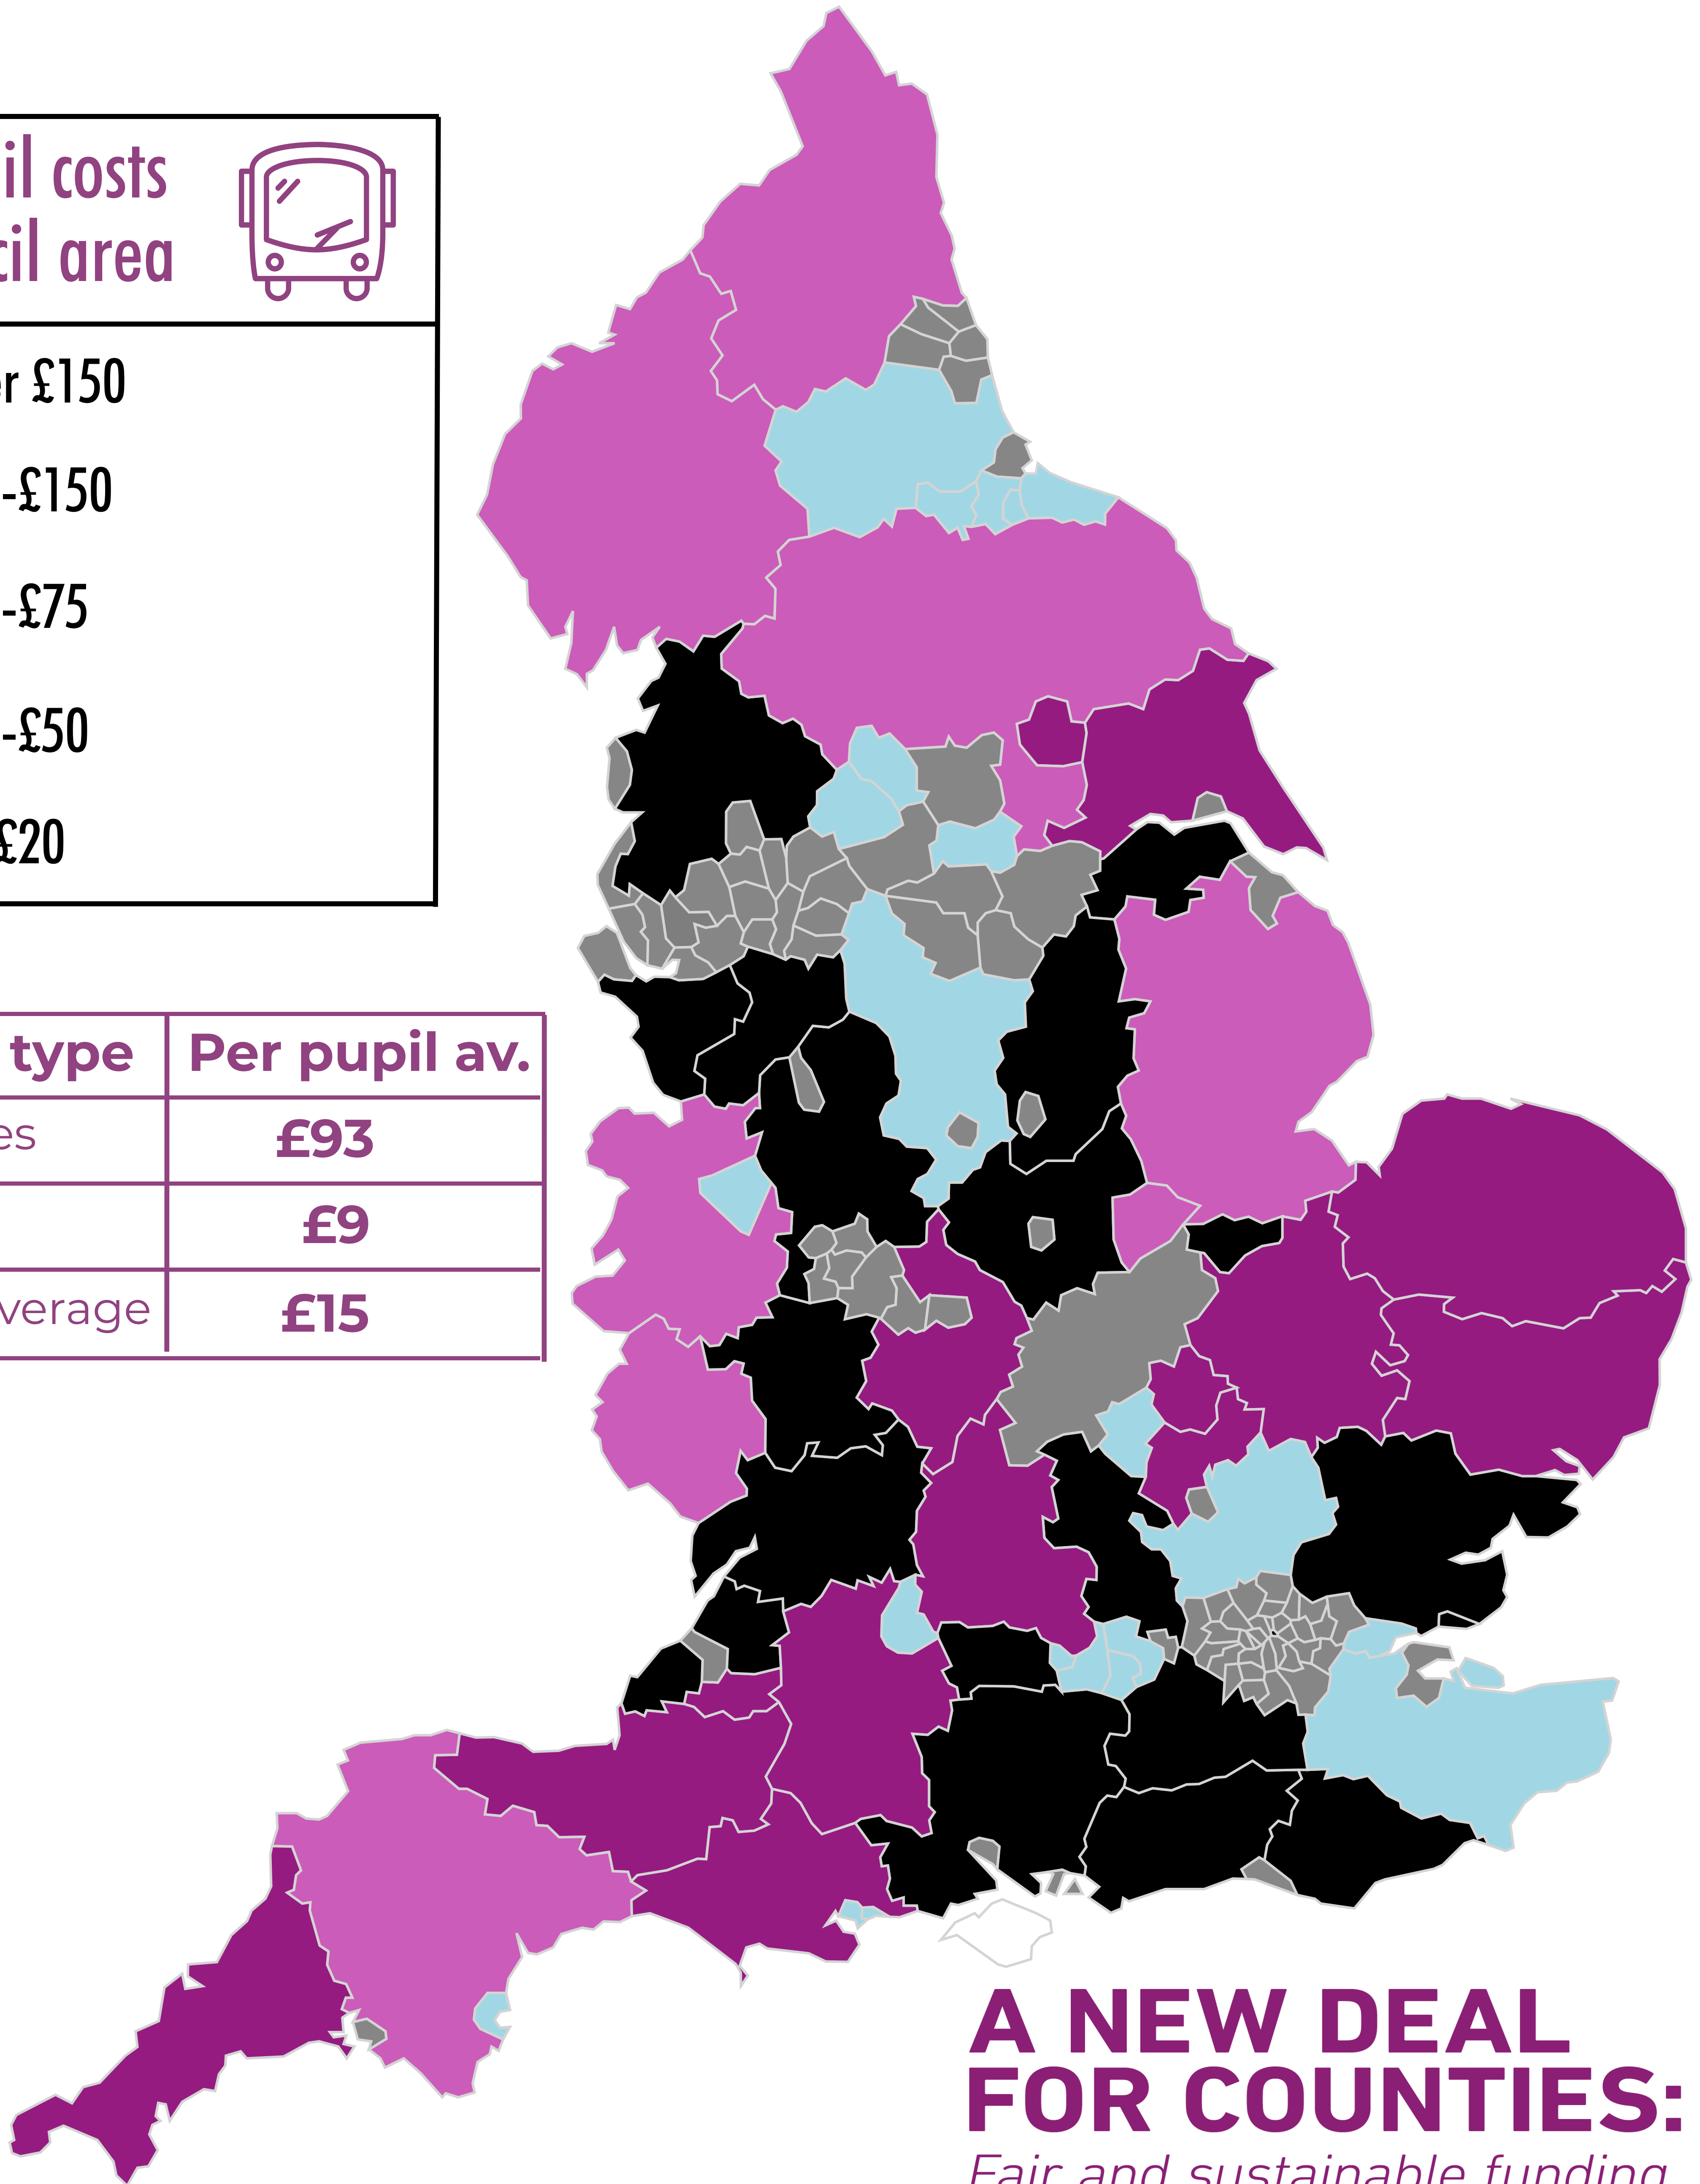 il costs
cil area
r £150
-£150
-£75
-£50
£20
type Per pupil av.
es £93
£9
verage £15
A NEW DEAL
FOR COUNTIES:
Fair and sustainable funding